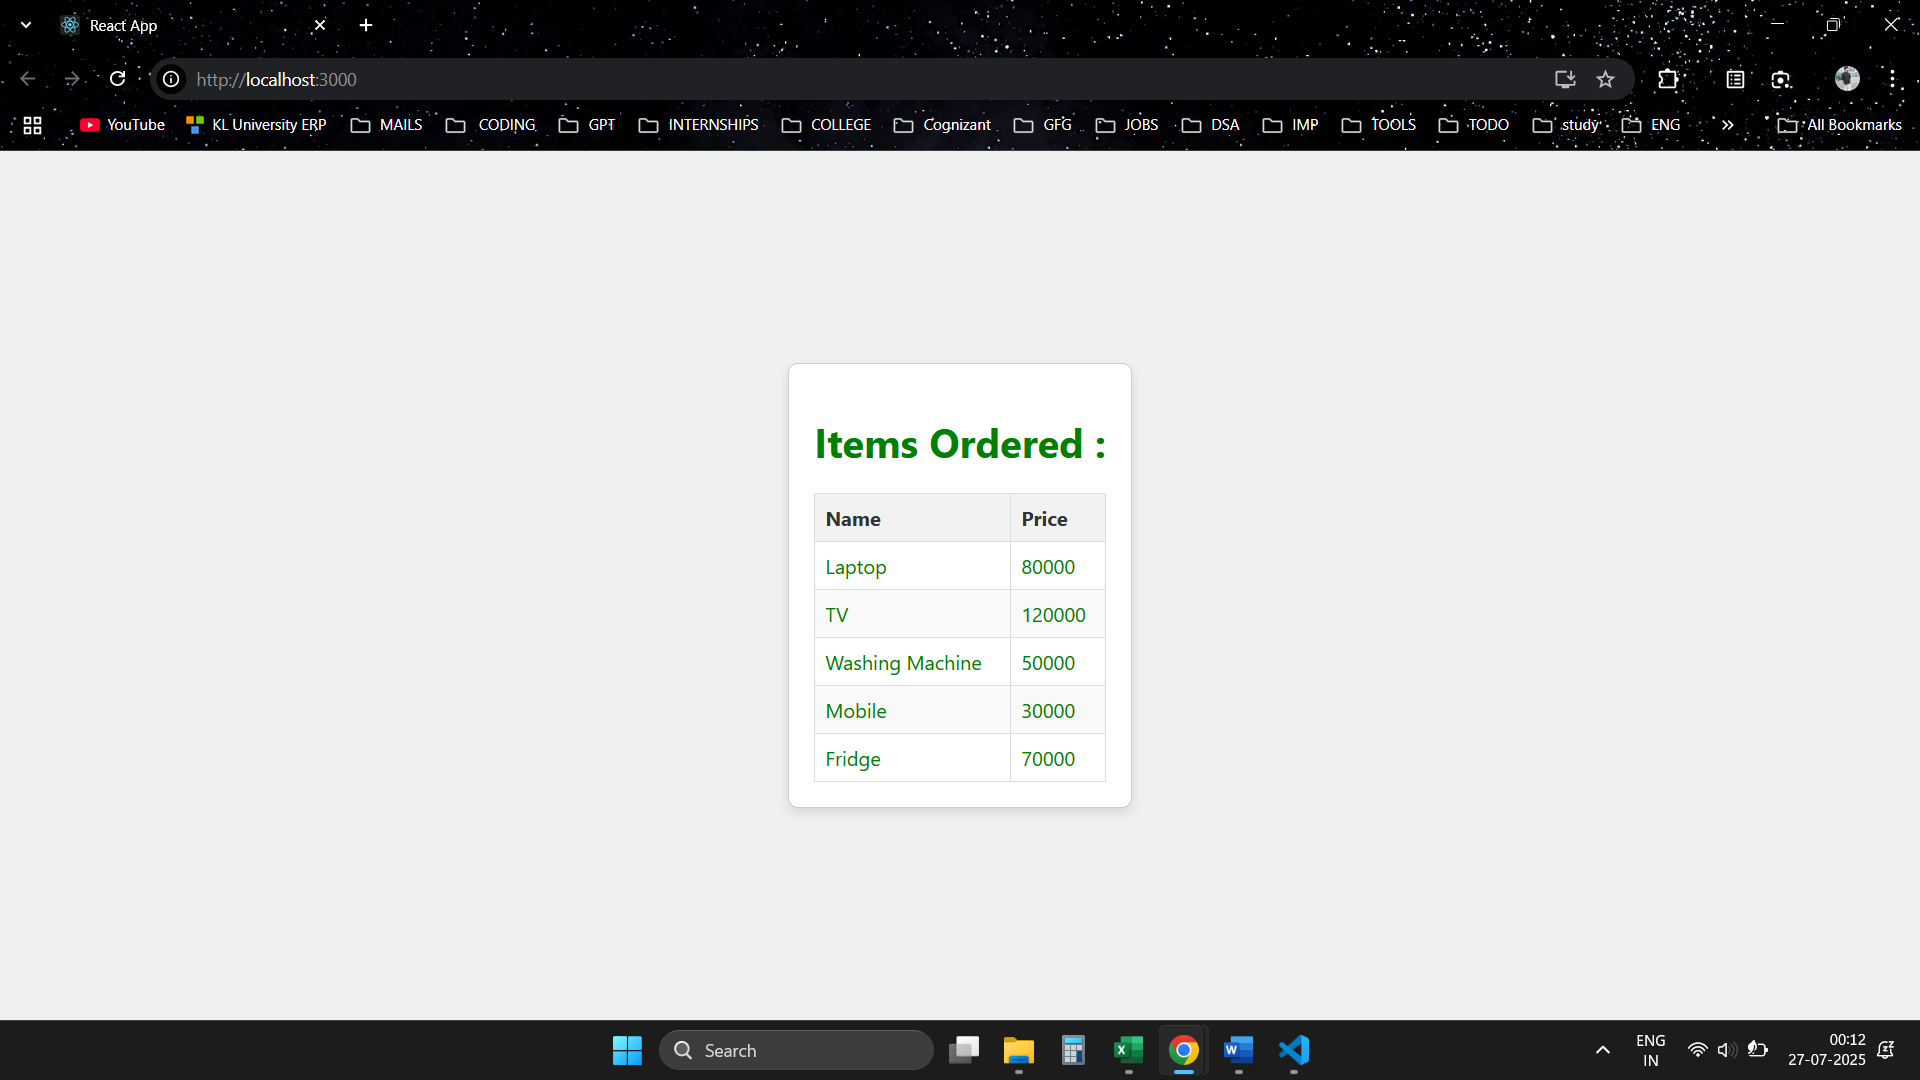 React App
http://localhost:3000
YouTube KL University ERP MAILS CODING GPT INTERNSHIPS COLLEGE Cognizant GFG JOBS DSA IMP TOOLS TODO study ENG » All Bookmarks
Items Ordered :
Name Price
Laptop 80000
TV 120000
Washing Machine 50000
Mobile 30000
Fridge 70000
Search
ENG
IN
00:12
27-07-2025